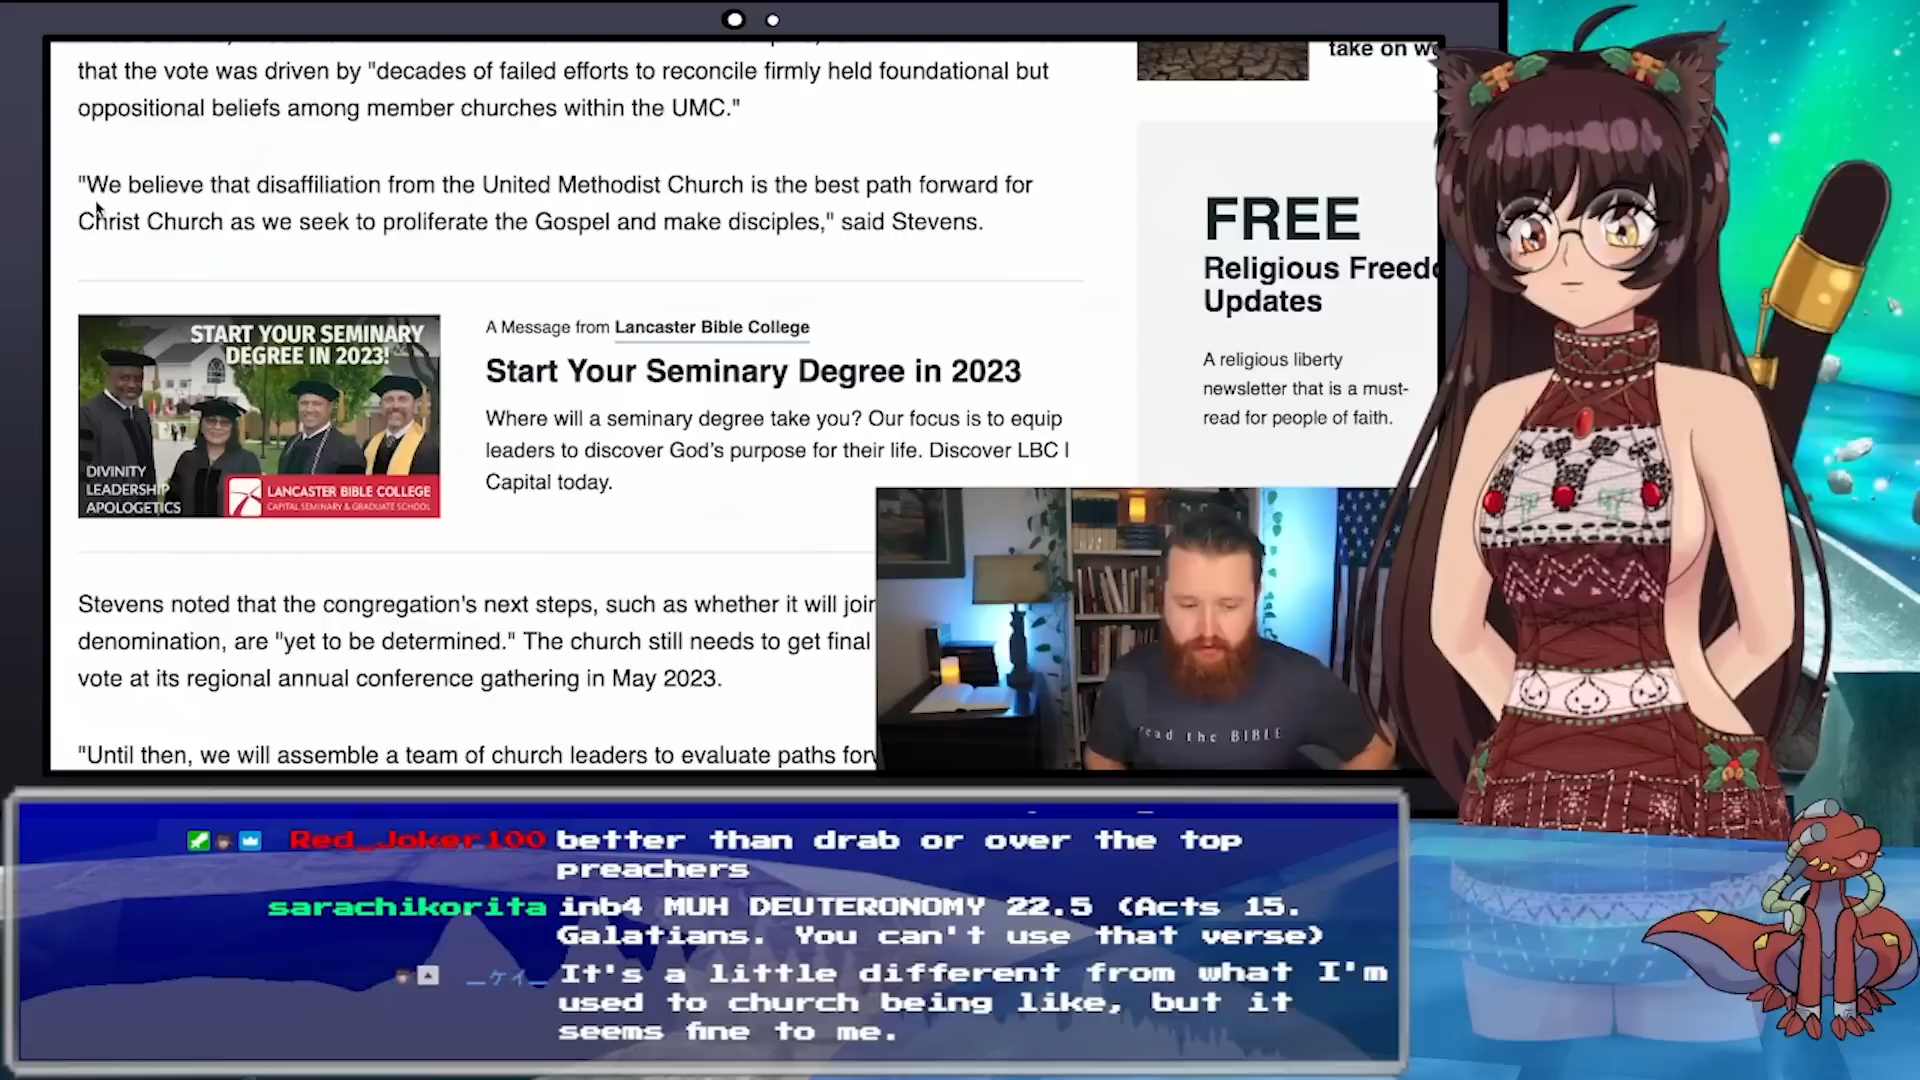 take on
that the vote was driven by "decades of failed efforts to reconcile firmly held foundational but
oppositional beliefs among member churches within the UMC."
"We believe that disaffiliation from the United Methodist Church is the best path forward for
Christ Church as we seek to proliferate the Gospel and make disciples," said Stevens.
FREE
Religious
Updates
A religious liberty
newsletter that is a must-
read for people of faith.
START YOUR SEMINARY
DEGREE IN 2023!
DIVINITY
LEADERSHIP
APOLOGETICS
LANCASTER BIBLE COLLEGE
CAPITAL SEMINARY & GRADUATE SCHOOL
A Message from Lancaster Bible College
Start Your Seminary Degree in 2023
Where will a seminary degree take you? Our focus is to equip
leaders to discover God's purpose for their life. Discover LBC |
Capital today.
Stevens noted that the congregation's next steps, such as whether it will join
denomination, are "yet to be determined." The church still needs to get final
vote at its regional annual conference gathering in May 2023.
"Until then, we will assemble a team of church leaders to evaluate paths
read the BIBLE
Red_Joker100 better than drab or over the top
preachers
sarachikorita inb4 MUH DEUTERONOMY 22.5 (Acts 15.
Galatians. You can't use that verse)
_ケイ_ It's a little different from what I'm
used to church being like, but it
seems fine to me.